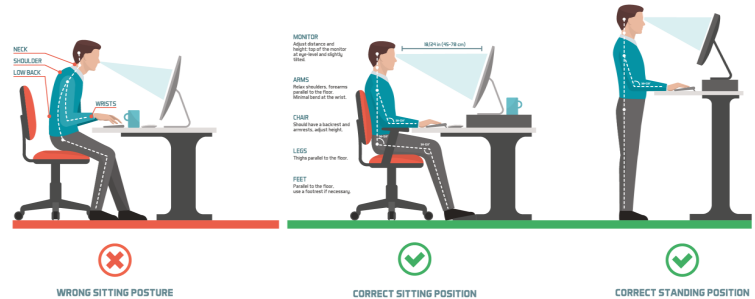 NECK
SHOULDER
LOW BACK
WRISTS
WRONG SITTING POSTURE
MONITOR
Adjust distance and
height: top of the monitor
at eye-level and slightly
tilted.
ARMS
Relax shoulders, forearms
parallel to the floor.
Minimal bend at the wrist.
CHAIR
Should have a backrest and
armrests, adjust height.
LEGS
Thighs parallel to the floor.
FEET
Parallel to the floor,
use a footrest if necessary.
CORRECT SITTING POSITION
CORRECT STANDING POSITION